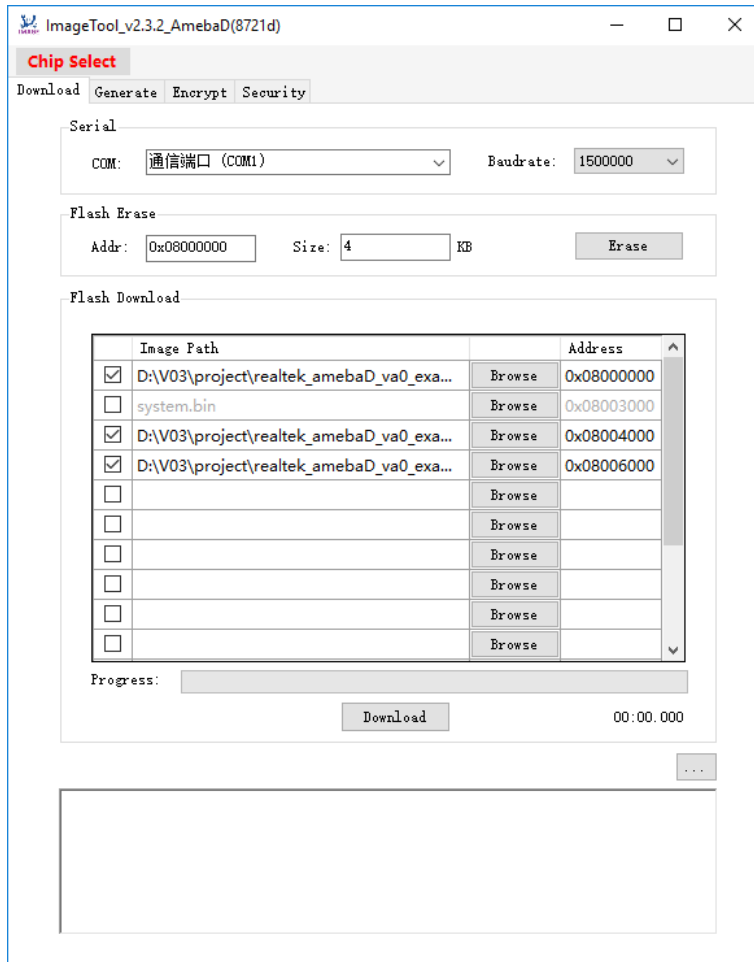 ImageTool_v2.3.2_AmebaD(8721d)
Chip Select
Download Generate Encrypt Security
Serial
COM: 通信端口 (COM1) Baudrate: 1500000
Flash Erase
Addr: 0x08000000 Size: 4 KB Erase
Flash Download
Image Path Address
D:\V03\project\realtek_amebaD_va0_exa... Browse 0x08000000
system.bin Browse 0x08003000
D:\V03\project\realtek_amebaD_va0_exa... Browse 0x08004000
D:\V03\project\realtek_amebaD_va0_exa... Browse 0x08006000
Browse
Browse
Browse
Browse
Browse
Browse
Progress:
Download 00:00.000
...